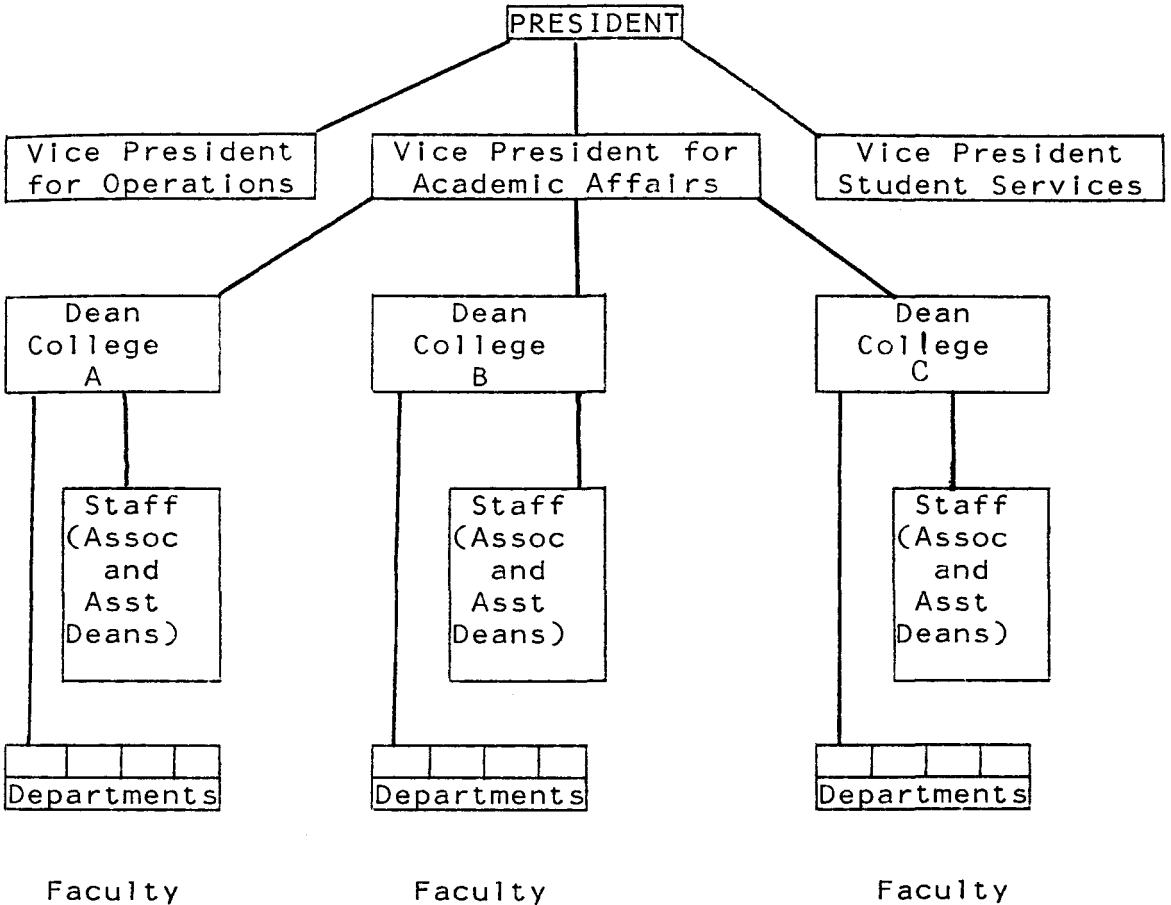 PRESIDENT
Vice President
for Operations
Vice President for
Academic Affairs
Vice President
Student Services
Dean
College
A
Dean
College
B
Dean
College
C
Staff
(Assoc
and
Asst
Deans)
Staff
(Assoc
and
Asst
Deans)
Staff
(Assoc
and
Asst
Deans)
Departments
Departments
Departments
Faculty
Faculty
Faculty